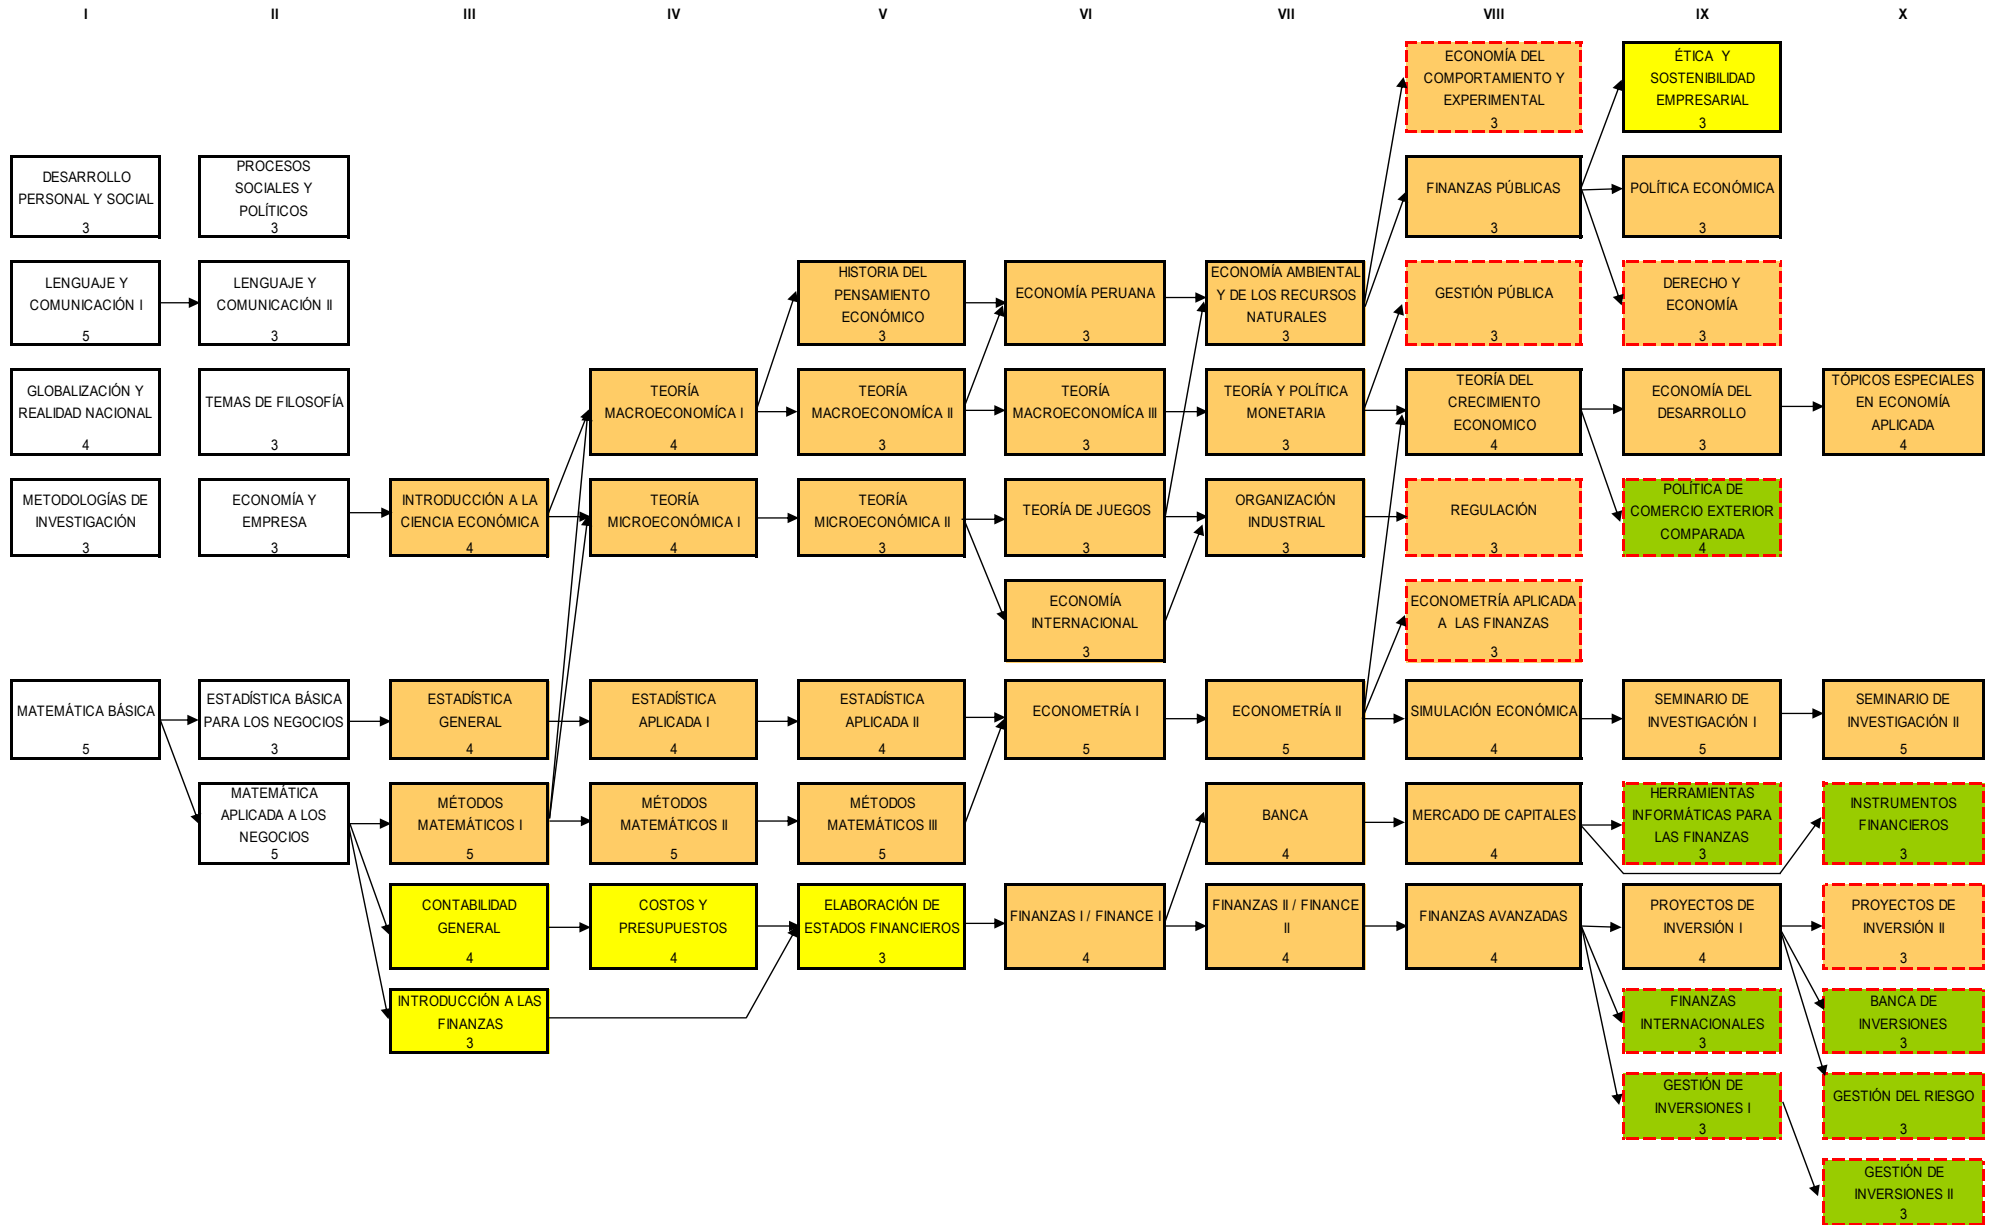 I
II
III
IV
V
VI
VII
VIII
IX
X
DESARROLLO
PERSONAL Y SOCIAL
3
LENGUAJE Y
COMUNICACIÓN I
5
GLOBALIZACIÓN Y
REALIDAD NACIONAL
4
METODOLOGÍAS DE
INVESTIGACIÓN
3
MATEMÁTICA BÁSICA
5
PROCESOS
SOCIALES Y
POLÍTICOS
3
LENGUAJE Y
COMUNICACIÓN II
3
TEMAS DE FILOSOFÍA
3
ECONOMÍA Y
EMPRESA
3
ESTADÍSTICA BÁSICA
PARA LOS NEGOCIOS
3
MATEMÁTICA
APLICADA A LOS
NEGOCIOS
5
INTRODUCCIÓN A LA
CIENCIA ECONÓMICA
4
ESTADÍSTICA
GENERAL
4
MÉTODOS
MATEMÁTICOS I
5
CONTABILIDAD
GENERAL
4
INTRODUCCIÓN A LAS
FINANZAS
3
TEORÍA
MACROECONOMÍCA I
4
TEORÍA
MICROECONÓMICA I
4
ESTADÍSTICA
APLICADA I
4
MÉTODOS
MATEMÁTICOS II
5
COSTOS Y
PRESUPUESTOS
4
HISTORIA DEL
PENSAMIENTO
ECONÓMICO
3
TEORÍA
MACROECONOMÍCA II
3
TEORÍA
MICROECONÓMICA II
3
ESTADÍSTICA
APLICADA II
4
MÉTODOS
MATEMÁTICOS III
5
ELABORACIÓN DE
ESTADOS FINANCIEROS
3
ECONOMÍA PERUANA
3
TEORÍA
MACROECONOMÍCA III
3
TEORÍA DE JUEGOS
3
ECONOMÍA
INTERNACIONAL
3
ECONOMETRÍA I
5
FINANZAS I / FINANCE I
4
ECONOMÍA AMBIENTAL
Y DE LOS RECURSOS
NATURALES
3
TEORÍA Y POLÍTICA
MONETARIA
3
ORGANIZACIÓN
INDUSTRIAL
3
ECONOMETRÍA II
5
BANCA
4
FINANZAS II / FINANCE
II
4
ECONOMÍA DEL
COMPORTAMIENTO Y
EXPERIMENTAL
3
FINANZAS PÚBLICAS
3
GESTIÓN PÚBLICA
3
TEORÍA DEL
CRECIMIENTO
ECONOMICO
4
REGULACIÓN
3
ECONOMETRÍA APLICADA
A LAS FINANZAS
3
SIMULACIÓN ECONÓMICA
4
MERCADO DE CAPITALES
4
FINANZAS AVANZADAS
4
ÉTICA Y
SOSTENIBILIDAD
EMPRESARIAL
3
POLÍTICA ECONÓMICA
3
DERECHO Y
ECONOMÍA
3
ECONOMÍA DEL
DESARROLLO
3
POLÍTICA DE
COMERCIO EXTERIOR
COMPARADA
4
SEMINARIO DE
INVESTIGACIÓN I
5
HERRAMIENTAS
INFORMÁTICAS PARA
LAS FINANZAS
3
PROYECTOS DE
INVERSIÓN I
4
FINANZAS
INTERNACIONALES
3
GESTIÓN DE
INVERSIONES I
3
TÓPICOS ESPECIALES
EN ECONOMÍA
APLICADA
4
SEMINARIO DE
INVESTIGACIÓN II
5
INSTRUMENTOS
FINANCIEROS
3
PROYECTOS DE
INVERSIÓN II
3
BANCA DE
INVERSIONES
3
GESTIÓN DEL RIESGO
3
GESTIÓN DE
INVERSIONES II
3